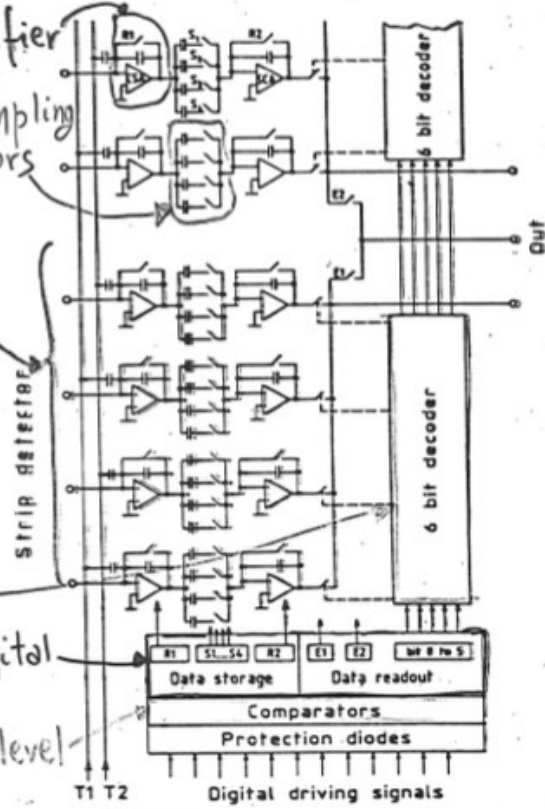 fier
R1
S1
R2
S2
S3
S4
6 bit decoder
mpling
ors
E2
Out
E1
strip detector
6 bit decoder
ital
R1
S1...S4
R2
E1
E2
bit 0 to 5
Data storage
Data readout
Comparators
level
Protection diodes
T1 T2
Digital driving signals